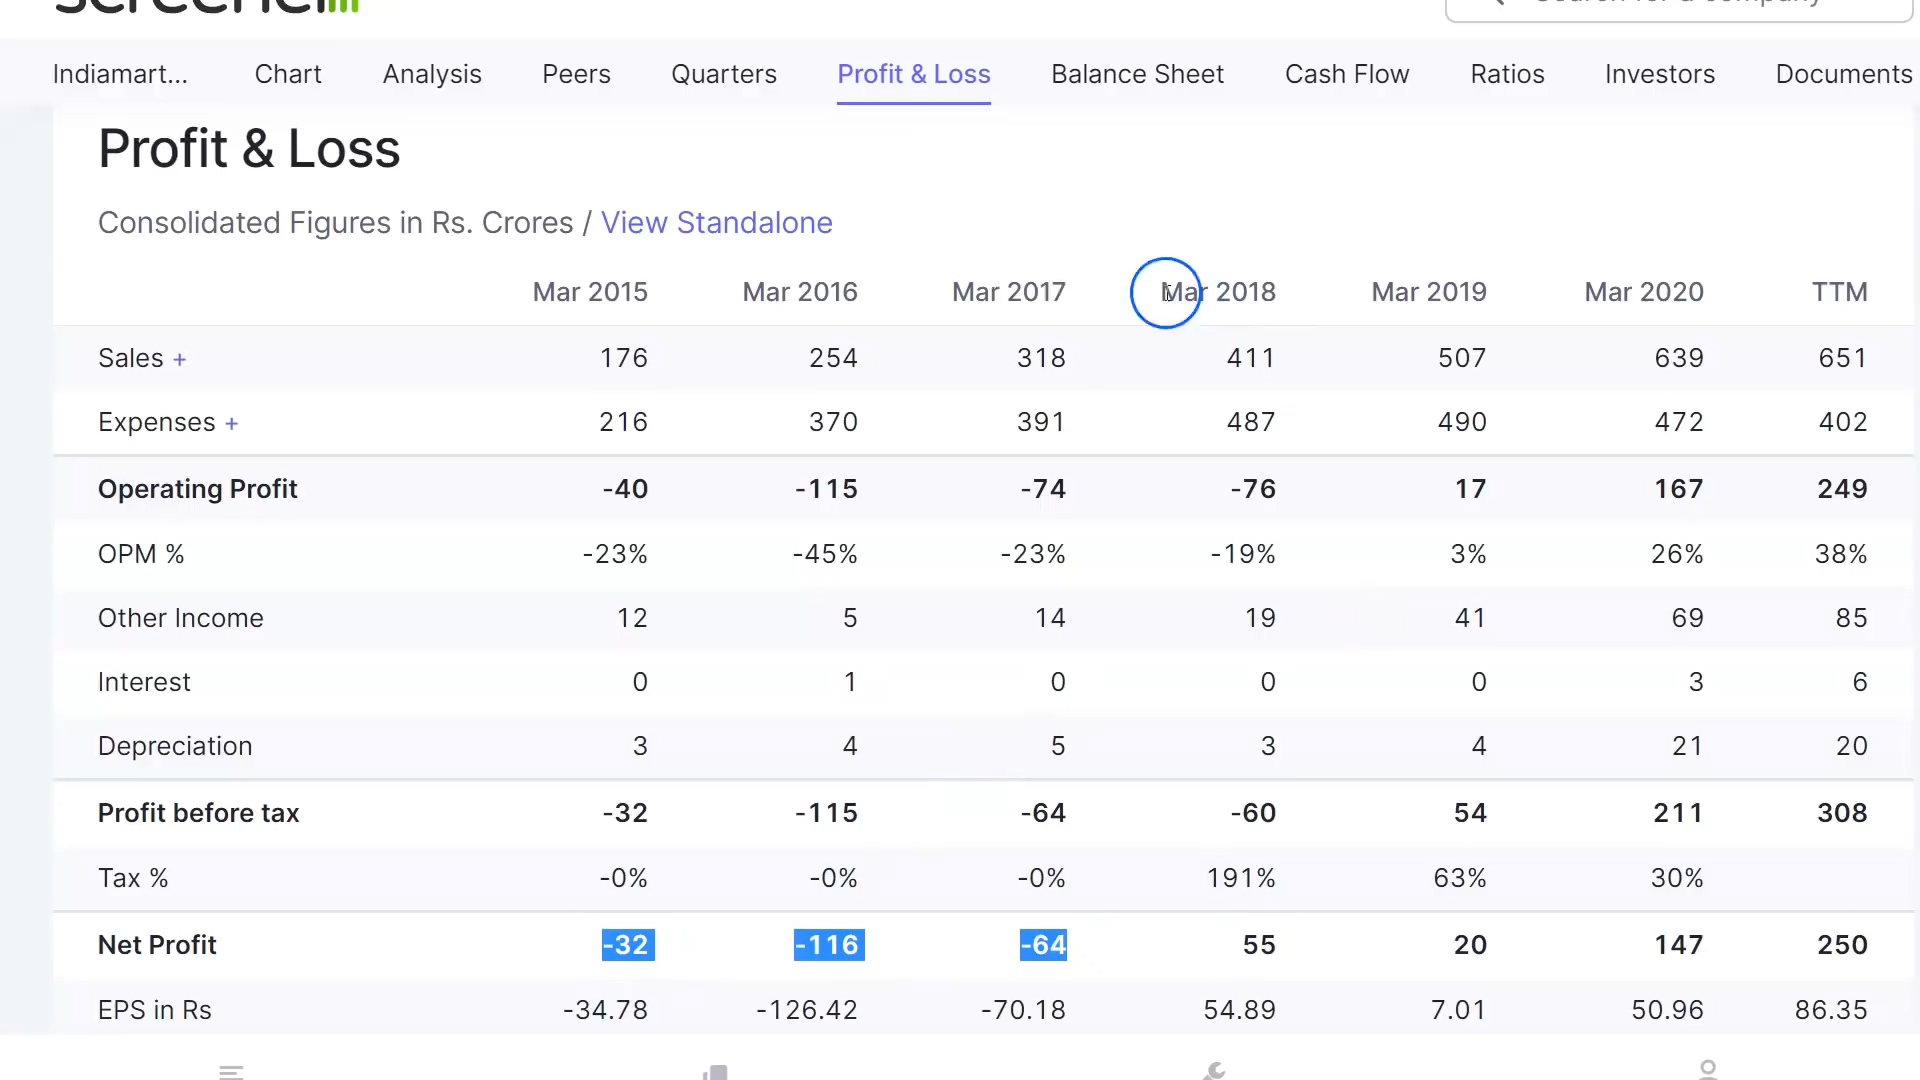 screener
Search for a company
Indiamart... Chart Analysis Peers Quarters Profit & Loss Balance Sheet Cash Flow Ratios Investors Documents
Profit & Loss
Consolidated Figures in Rs. Crores / View Standalone
Mar 2015 Mar 2016 Mar 2017 Mar 2018 Mar 2019 Mar 2020 TTM
Sales + 176 254 318 411 507 639 651
Expenses + 216 370 391 487 490 472 402
Operating Profit -40 -115 -74 -76 17 167 249
OPM % -23% -45% -23% -19% 3% 26% 38%
Other Income 12 5 14 19 41 69 85
Interest 0 1 0 0 0 3 6
Depreciation 3 4 5 3 4 21 20
Profit before tax -32 -115 -64 -60 54 211 308
Tax % -0% -0% -0% 191% 63% 30%
Net Profit -32 -116 -64 55 20 147 250
EPS in Rs -34.78 -126.42 -70.18 54.89 7.01 50.96 86.35